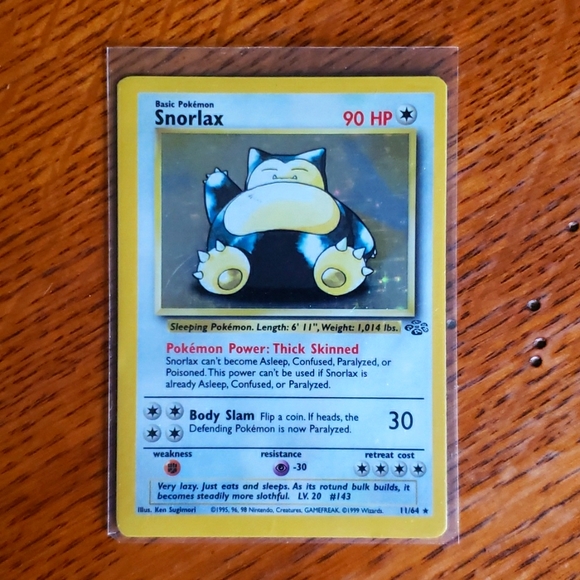 Basic Pokémon
Snorlax 90 HP
Sleeping Pokémon. Length: 6' 11", Weight: 1,014 lbs.
Pokémon Power: Thick Skinned
Snorlax can't become Asleep, Confused, Paralyzed, or
Poisoned. This power can't be used if Snorlax is
already Asleep, Confused, or Paralyzed.
Body Slam Flip a coin. If heads, the
Defending Pokémon is now Paralyzed. 30
weakness resistance retreat cost
-30
Very lazy. Just eats and sleeps. As its rotund bulk builds, it
becomes steadily more slothful. LV. 20 #143
Illus. Ken Sugimori ©1995, 96, 98 Nintendo, Creatures, GAMEFREAK. ©1999 Wizards. 11/64 ★